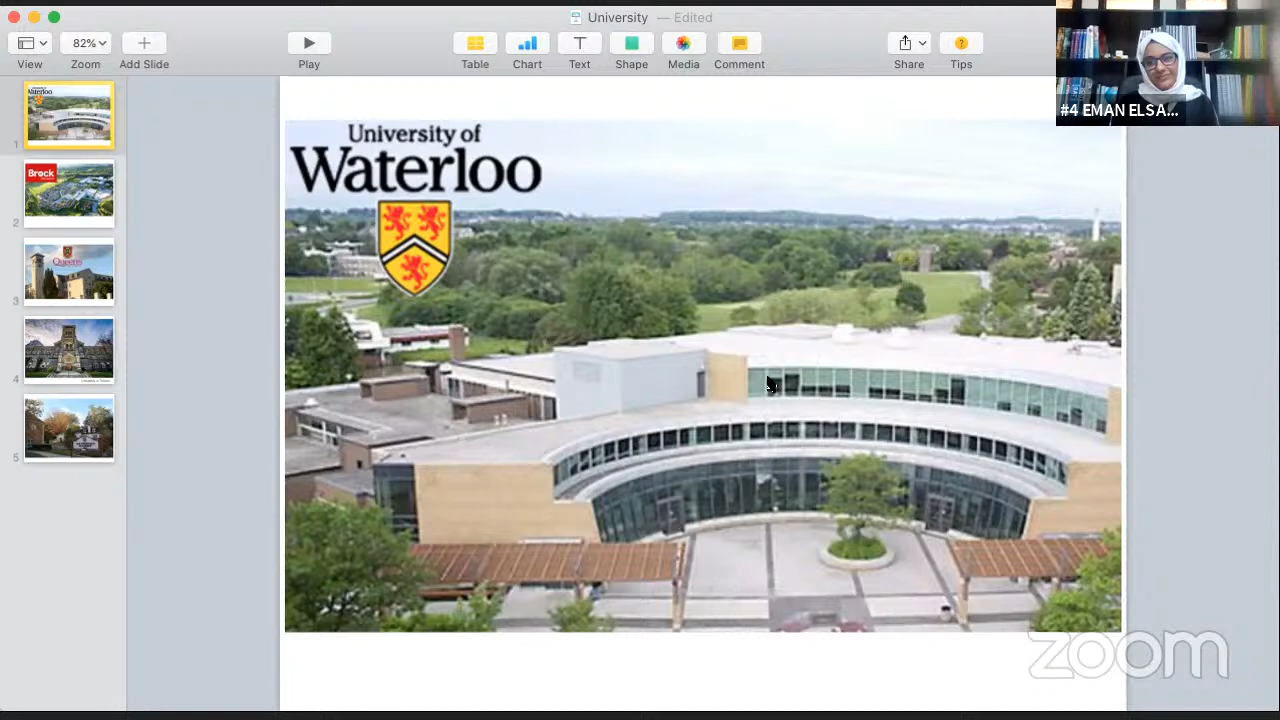 University — Edited
82%
View
Zoom
Add Slide
Play
Table
Chart
Text
Shape
Media
Comment
Share
Tips
#4 EMAN ELSA...
University of
Waterloo
1
Brock
2
Queen's
3
4
5
zoom